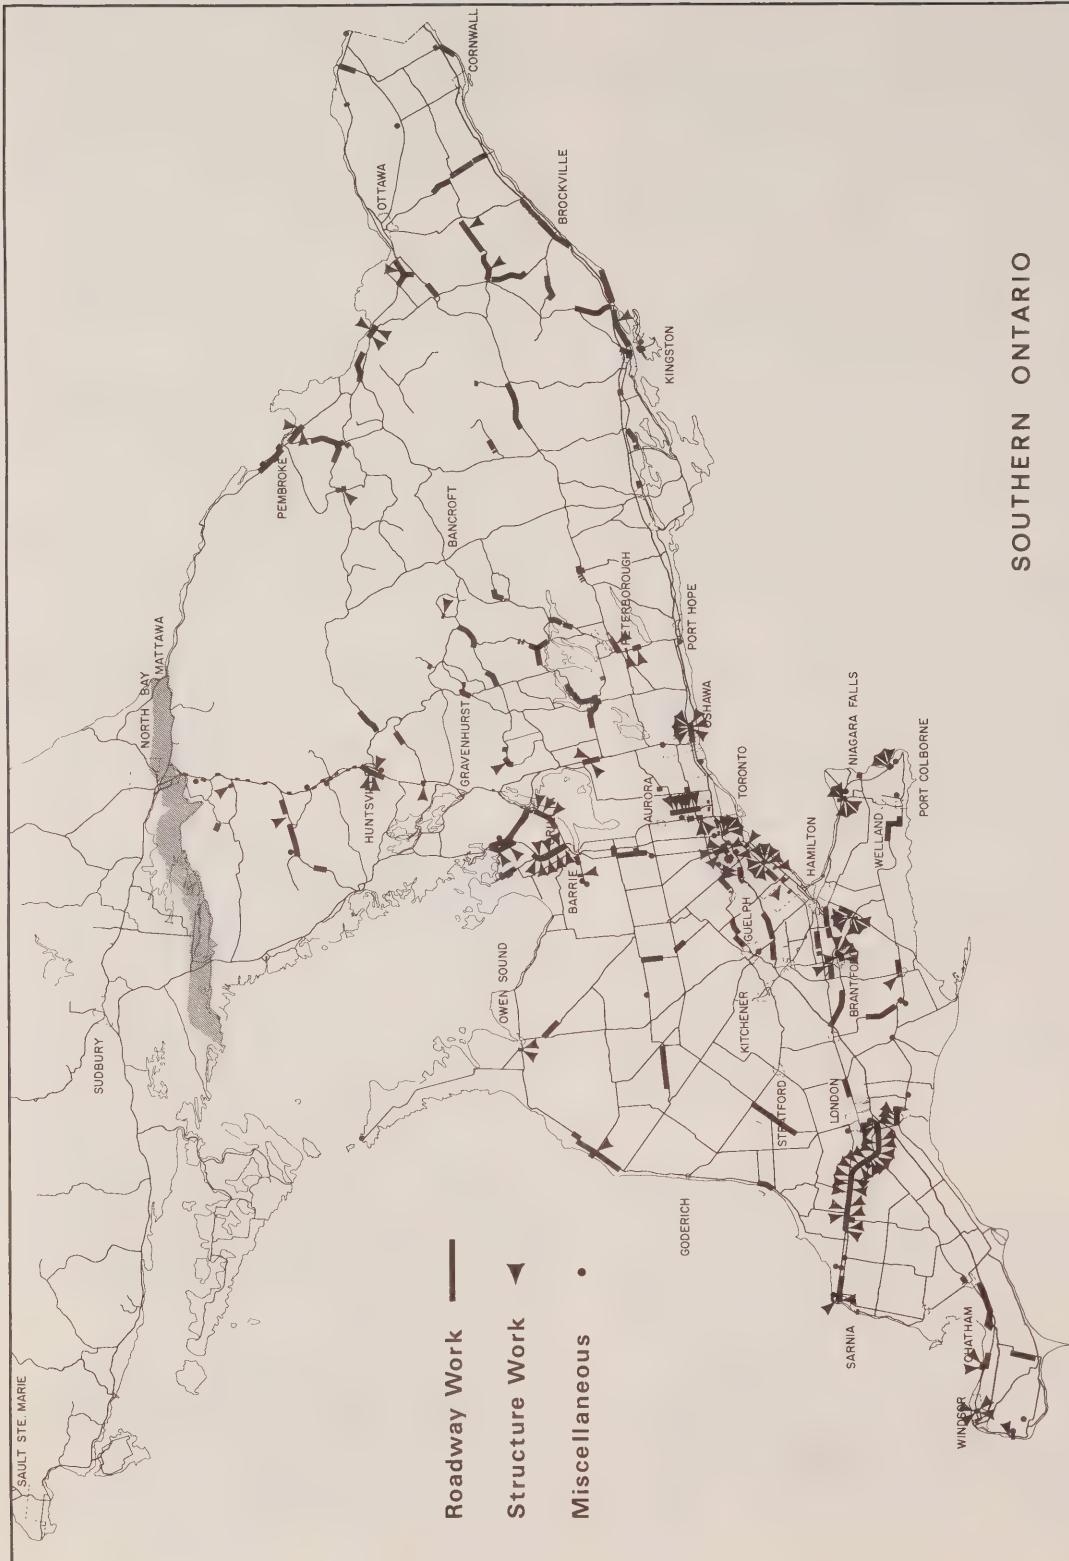 SAULT STE. MARIE
SUDBURY
NORTH BAY
MATTAWA
PEMBROKE
OTTAWA
CORNWALL
BROCKVILLE
KINGSTON
BANCROFT
HUNTSVI
GRAVENHURST
PETERBOROUGH
PORT HOPE
OSHAWA
AURORA
TORONTO
BARRIE
OWEN SOUND
GUELPH
HAMILTON
NIAGARA FALLS
WELLAND
PORT COLBORNE
KITCHENER
BRANTFO
STRATFORD
LONDON
GODERICH
SARNIA
CHATHAM
WINDSOR
Roadway Work
Structure Work
Miscellaneous
SOUTHERN ONTARIO